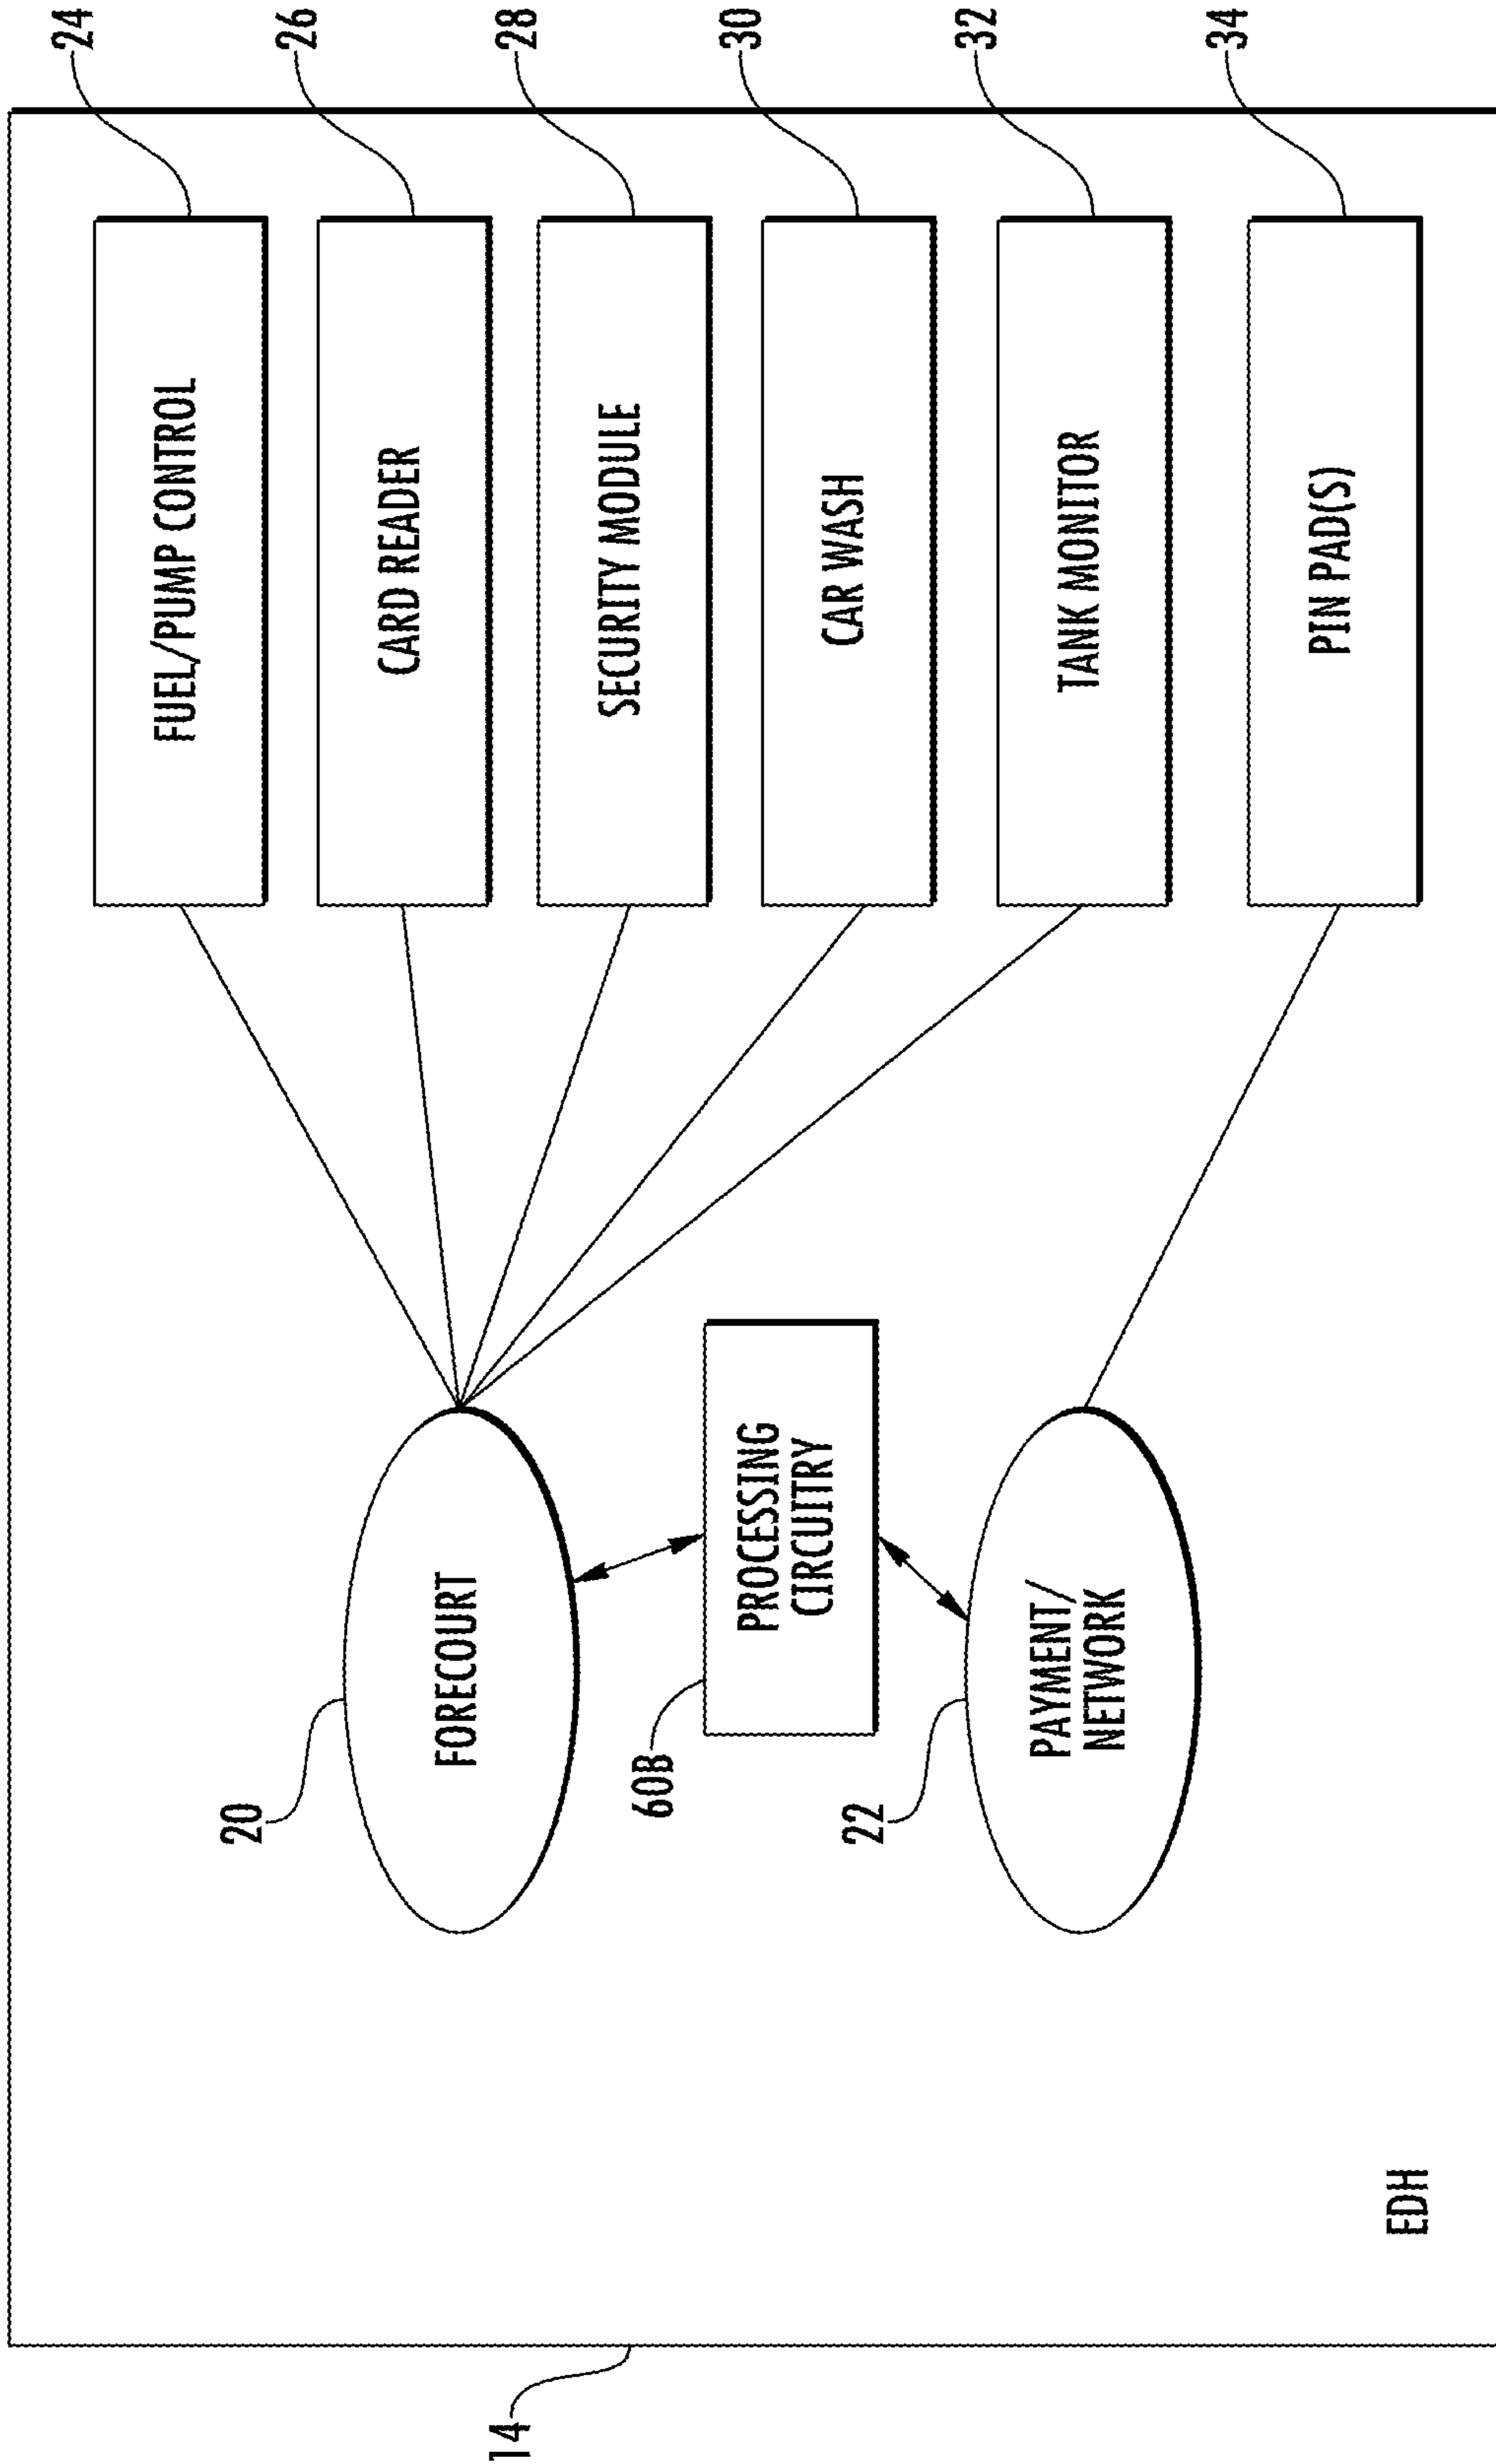 14
20
FORECOURT
60B
PROCESSING
CIRCUITRY
22
PAYMENT/
NETWORK
EDH
FUEL/PUMP CONTROL
24
CARD READER
26
SECURITY MODULE
28
CAR WASH
30
TANK MONITOR
32
PIN PAD(S)
34